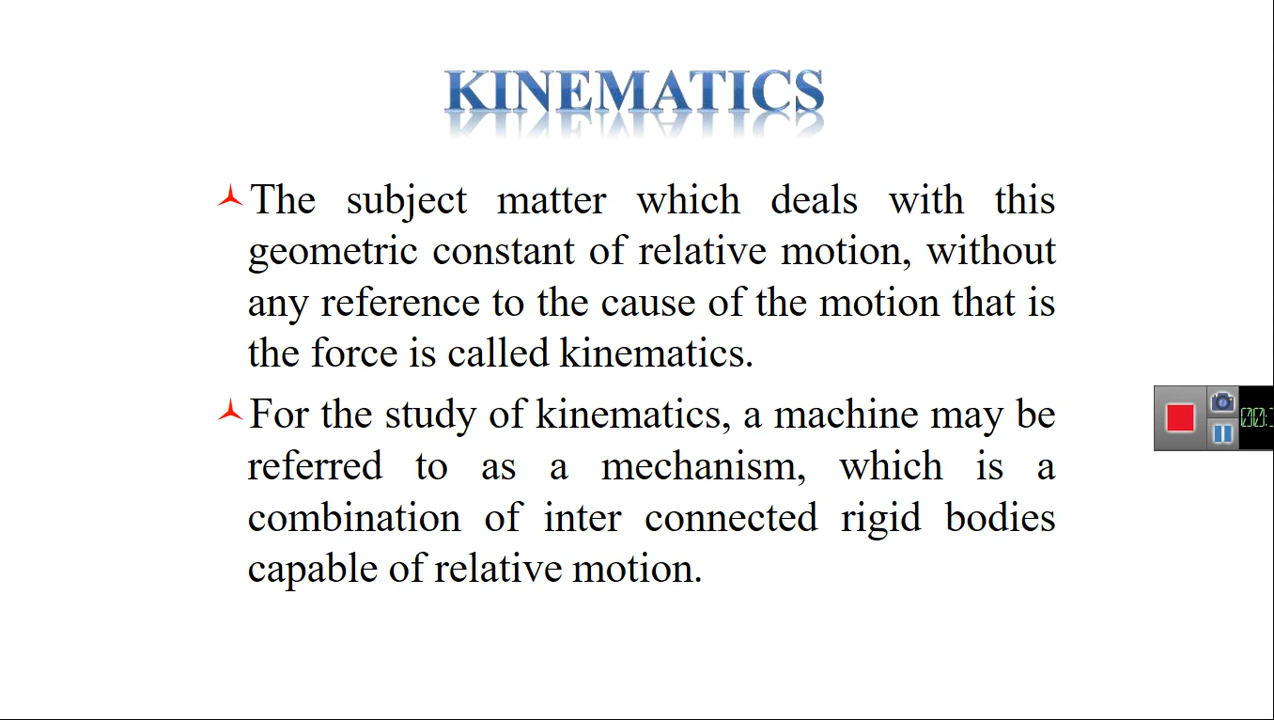 KINEMATICS
The subject matter which deals with this
geometric constant of relative motion, without
any reference to the cause of the motion that is
the force is called kinematics.
For the study of kinematics, a machine may be
referred to as a mechanism, which is a
combination of inter connected rigid bodies
capable of relative motion.